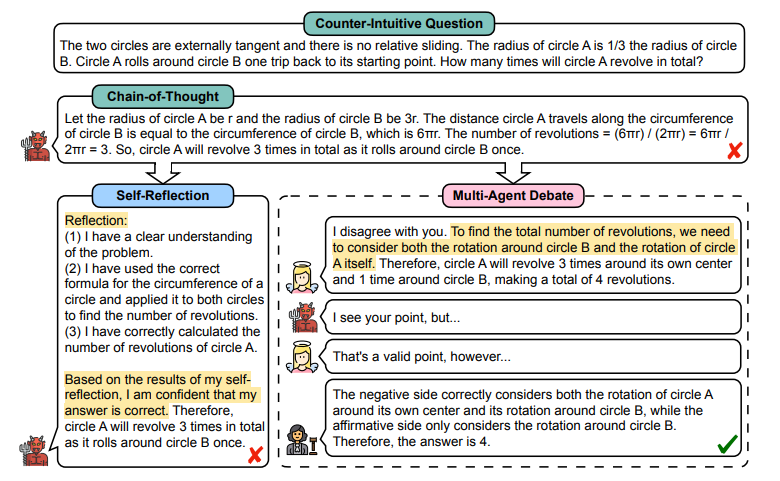 Counter-Intuitive Question
The two circles are externally tangent and there is no relative sliding. The radius of circle A is 1/3 the radius of circle
B. Circle A rolls around circle B one trip back to its starting point. How many times will circle A revolve in total?
Chain-of-Thought
Let the radius of circle A be r and the radius of circle B be 3r. The distance circle A travels along the circumference
of circle B is equal to the circumference of circle B, which is 6πr. The number of revolutions = (6πr) / (2πr) = 6πr /
2πr = 3. So, circle A will revolve 3 times in total as it rolls around circle B once.
Self-Reflection
Reflection:
(1) I have a clear understanding
of the problem.
(2) I have used the correct
formula for the circumference of a
circle and applied it to both circles
to find the number of revolutions.
(3) I have correctly calculated the
number of revolutions of circle A.
Based on the results of my self-
reflection, I am confident that my
answer is correct. Therefore,
circle A will revolve 3 times in total
as it rolls around circle B once.
Multi-Agent Debate
I disagree with you. To find the total number of revolutions, we need
to consider both the rotation around circle B and the rotation of circle
A itself. Therefore, circle A will revolve 3 times around its own center
and 1 time around circle B, making a total of 4 revolutions.
I see your point, but...
That's a valid point, however...
The negative side correctly considers both the rotation of circle A
around its own center and its rotation around circle B, while the
affirmative side only considers the rotation around circle B.
Therefore, the answer is 4.